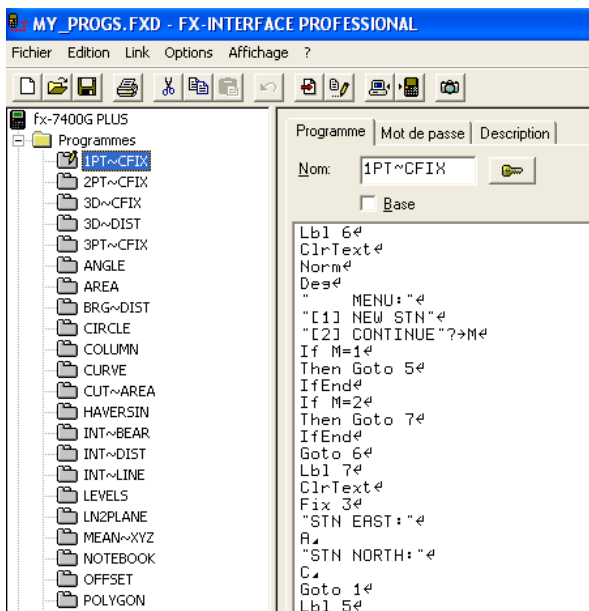 MY_PROGS.FXD - FX-INTERFACE PROFESSIONAL
Fichier Edition Link Options Affichage ?
fx-7400G PLUS
Programmes
1PT~CFIX
2PT~CFIX
3D~CFIX
3D~DIST
3PT~CFIX
ANGLE
AREA
BRG~DIST
CIRCLE
COLUMN
CURVE
CUT~AREA
HAVERSIN
INT~BEAR
INT~DIST
INT~LINE
LEVELS
LN2PLANE
MEAN~XYZ
NOTEBOOK
OFFSET
POLYGON
Programme Mot de passe Description
Nom: 1PT~CFIX
Base
Lbl 6↲
ClrText↲
Norm↲
Deg↲
"    MENU:"↲
"[1] NEW STN"↲
"[2] CONTINUE"?→M↲
If M=1↲
Then Goto 5↲
IfEnd↲
If M=2↲
Then Goto 7↲
IfEnd↲
Goto 6↲
Lbl 7↲
ClrText↲
Fix 3↲
"STN EAST:"↲
A◢
"STN NORTH:"↲
C◢
Goto 1↲
Lbl 5↲